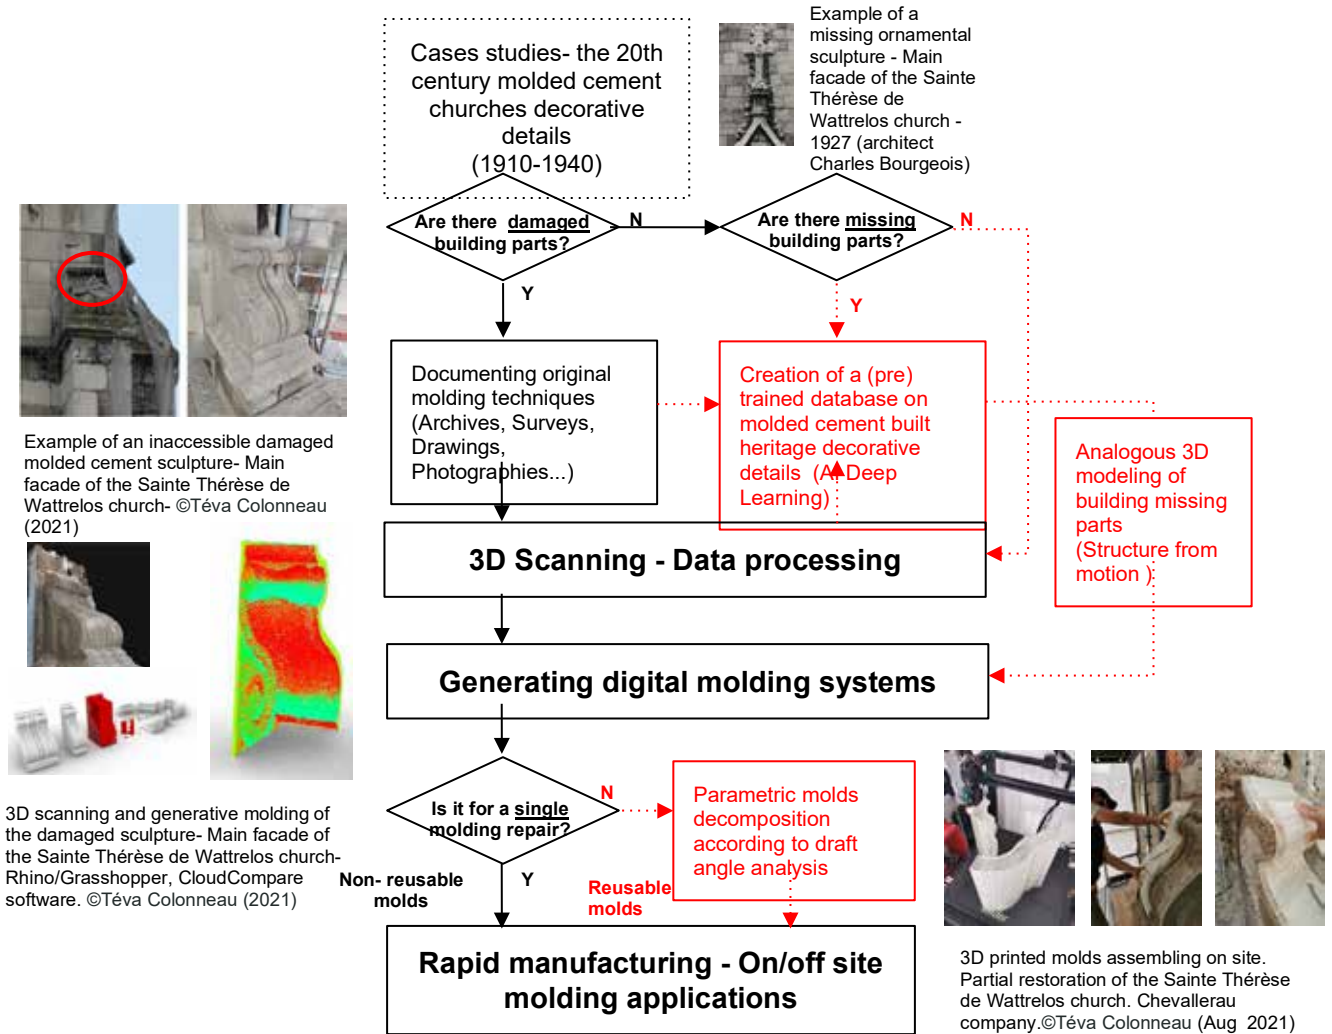 Cases studies- the 20th
century molded cement
churches decorative
details
(1910-1940)
Example of a
missing ornamental
sculpture - Main
facade of the Sainte
Thérèse de
Wattrelos church -
1927 (architect
Charles Bourgeois)
Are there damaged
building parts?
N
Are there missing
building parts?
N
Y
Y
Example of an inaccessible damaged
molded cement sculpture- Main
facade of the Sainte Thérèse de
Wattrelos church- ©Téva Colonneau
(2021)
Documenting original
molding techniques
(Archives, Surveys,
Drawings,
Photographies...)
Creation of a (pre)
trained database on
molded cement built
heritage decorative
details (AI Deep
Learning)
Analogous 3D
modeling of
building missing
parts
(Structure from
motion )
3D Scanning - Data processing
Generating digital molding systems
3D scanning and generative molding of
the damaged sculpture- Main facade of
the Sainte Thérèse de Wattrelos church-
Rhino/Grasshopper, CloudCompare
software. ©Téva Colonneau (2021)
Is it for a single
molding repair?
N
Y
Parametric molds
decomposition
according to draft
angle analysis
Non- reusable
molds
Reusable
molds
Rapid manufacturing - On/off site
molding applications
3D printed molds assembling on site.
Partial restoration of the Sainte Thérèse
de Wattrelos church. Chevallerau
company.©Téva Colonneau (Aug 2021)